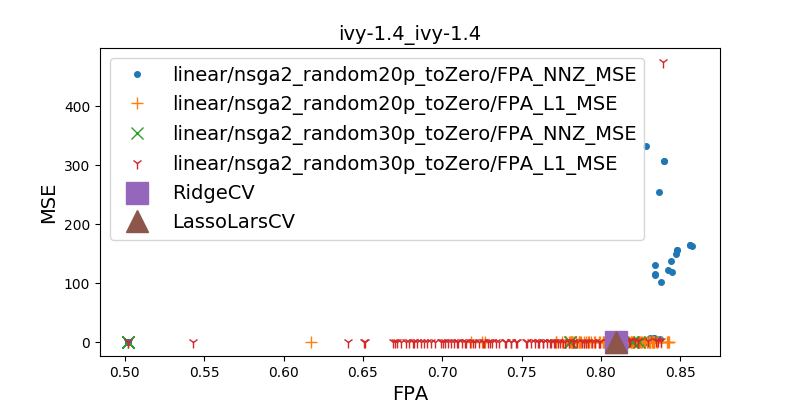 ivy-1.4_ivy-1.4
linear/nsga2_random20p_toZero/FPA_NNZ_MSE
linear/nsga2_random20p_toZero/FPA_L1_MSE
linear/nsga2_random30p_toZero/FPA_NNZ_MSE
linear/nsga2_random30p_toZero/FPA_L1_MSE
RidgeCV
LassoLarsCV
MSE
400
300
200
100
0
0.50 0.55 0.60 0.65 0.70 0.75 0.80 0.85
FPA